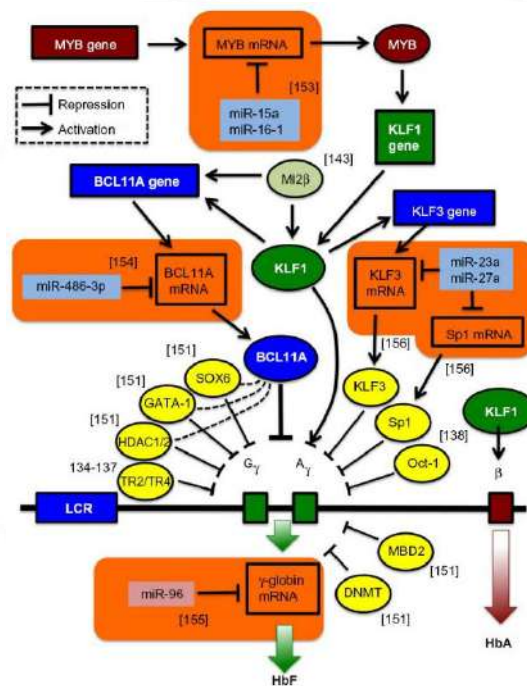 MYB gene
MYB mRNA
MYB
[153]
miR-15a
miR-16-1
Repression
Activation
KLF1
gene
[143]
Mi2β
BCL11A gene
KLF3 gene
KLF1
[154]
miR-486-3p
BCL11A
mRNA
KLF3
mRNA
miR-23a
miR-27a
Sp1 mRNA
[156]
[156]
BCL11A
[151]
SOX6
[151]
GATA-1
[151]
HDAC1/2
134-137
TR2/TR4
KLF3
Sp1
[138]
Oct-1
KLF1
Gγ
Aγ
β
LCR
MBD2
[151]
DNMT
[151]
miR-96
γ-globin
mRNA
[155]
HbF
HbA